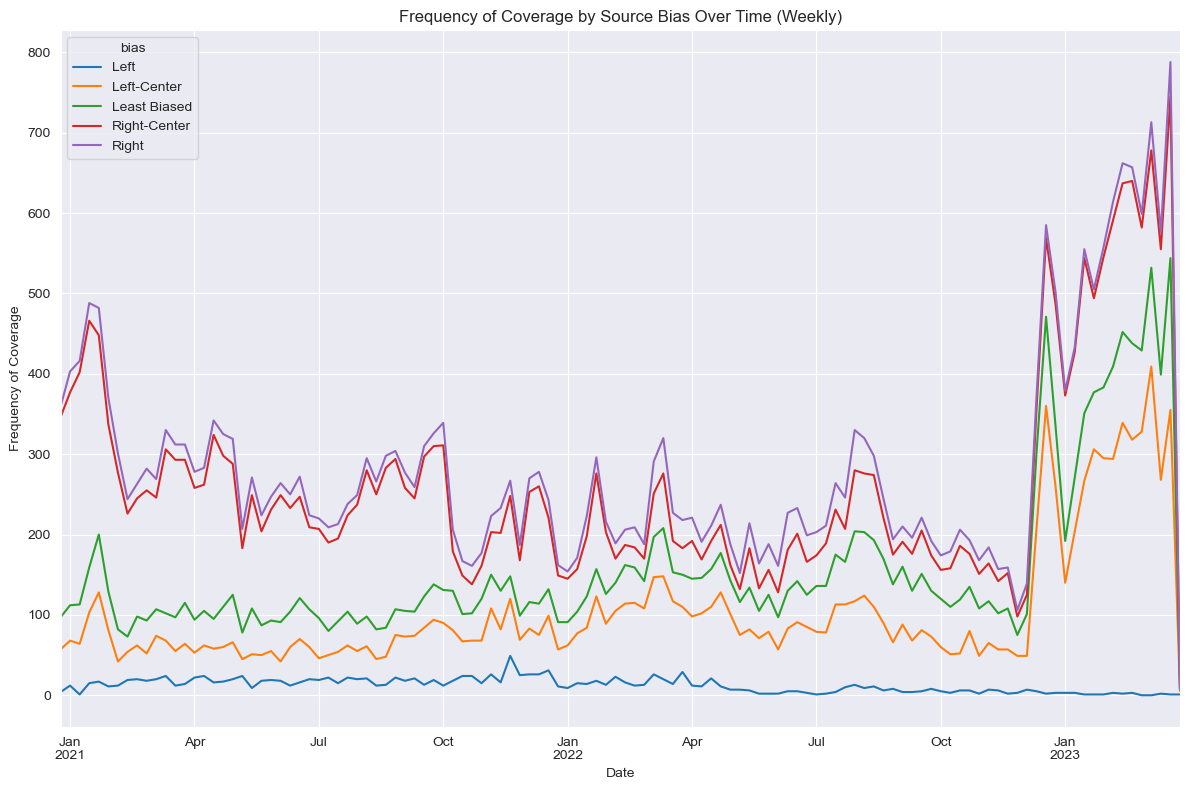 Frequency of Coverage by Source Bias Over Time (Weekly)
bias
Left
Left-Center
Least Biased
Right-Center
Right
800
700
600
500
400
300
200
100
0
Frequency of Coverage
Jan Apr Jul Oct Jan Apr Jul Oct Jan
2021 2022 2023
Date